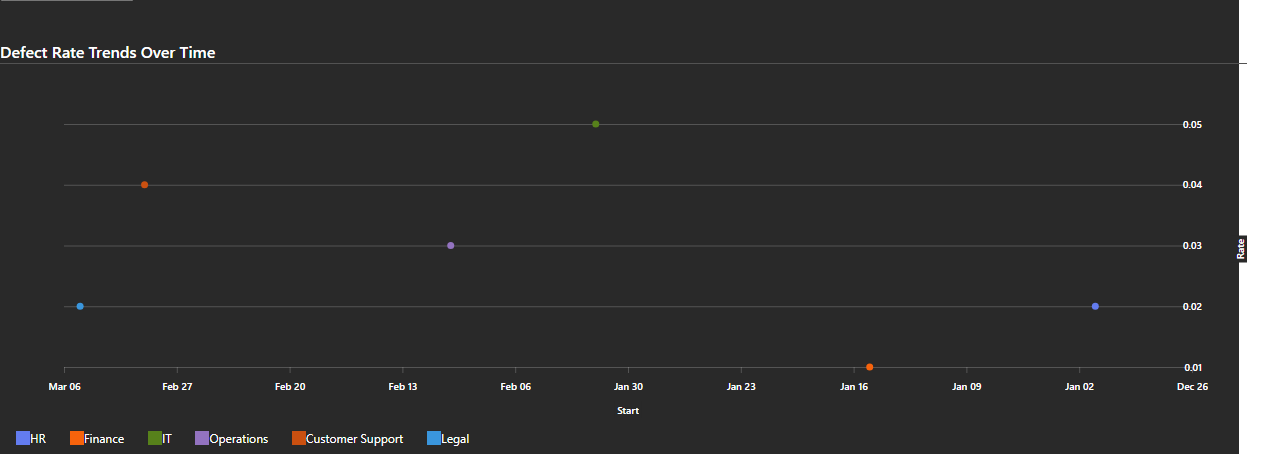 Defect Rate Trends Over Time
0.05
0.04
0.03
Rate
0.02
0.01
Mar 06 Feb 27 Feb 20 Feb 13 Feb 06 Jan 30 Jan 23 Jan 16 Jan 09 Jan 02 Dec 26
Start
HR Finance IT Operations Customer Support Legal